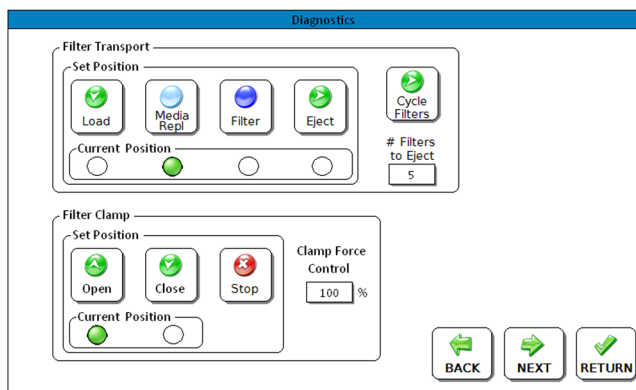 Diagnostics
Filter Transport
Set Position
Load
Media
Repl
Filter
Eject
Cycle
Filters
Current Position
# Filters
to Eject
5
Filter Clamp
Set Position
Open
Close
Stop
Clamp Force
Control
100 %
Current Position
BACK
NEXT
RETURN